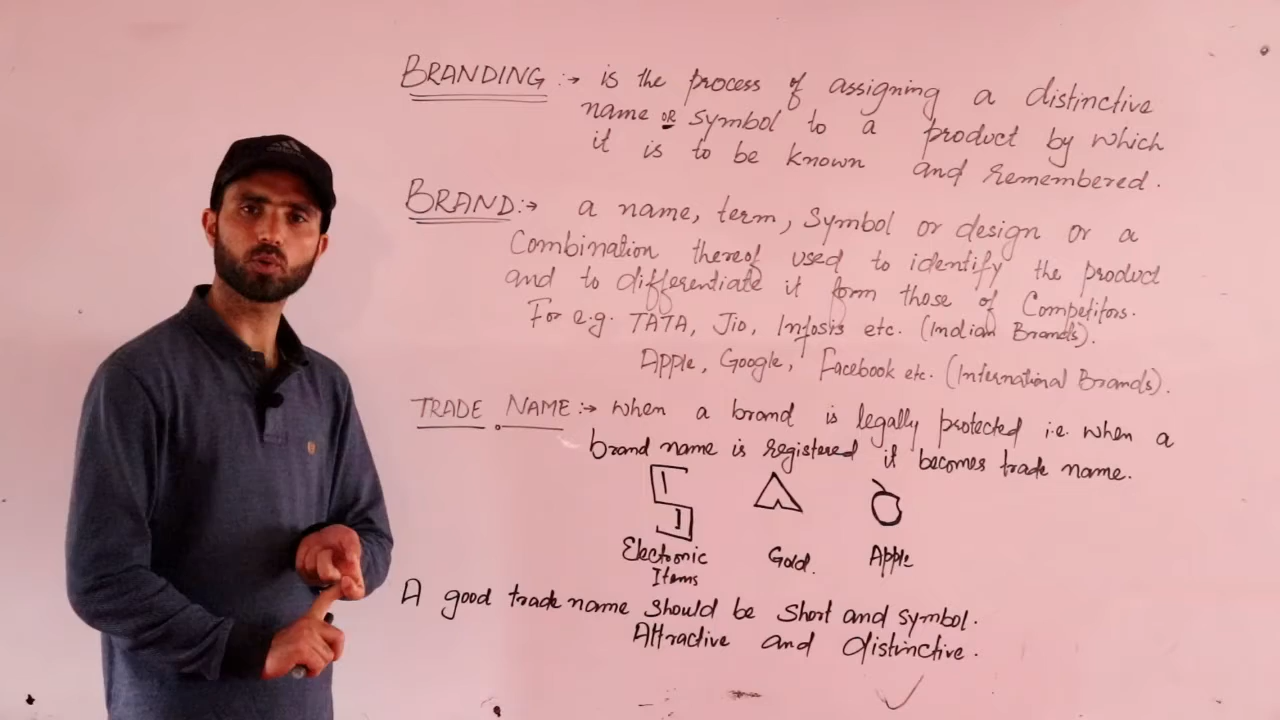 BRANDING :→ is the process of assigning a distinctive
name OR symbol to a product by which
it is to be known and remembered.
BRAND :→ a name, term, Symbol or design or a
Combination thereof used to identify the product
and to differentiate it form those of Competitors.
For e.g. TATA, Jio, Infosis etc. (Indian Brands).
Apple, Google, Facebook etc. (International Brands).
TRADE NAME :→ when a brand is legally protected i.e. when a
brand name is registered it becomes trade name.
Electronic Items
Gold.
Apple
A good trade name should be short and symbol.
Attractive and distinctive.